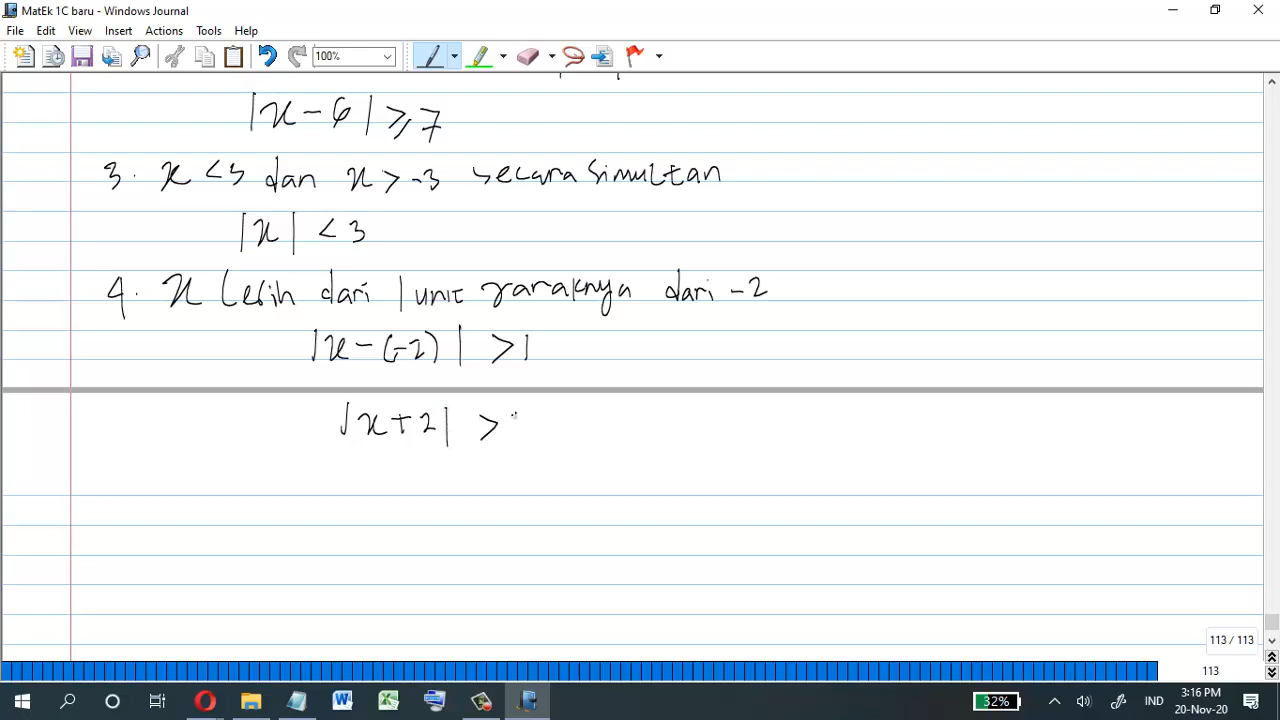 MatEk 1C baru - Windows Journal
File Edit View Insert Actions Tools Help
100%
|x - 6| ≥ 7
3. x < 3 dan x > -3 secara simultan
|x| < 3
4. x lebih dari 1 unit jaraknya dari -2
|x - (-2)| > 1
|x + 2| >
113 / 113
113
32%
IND
3:16 PM
20-Nov-20